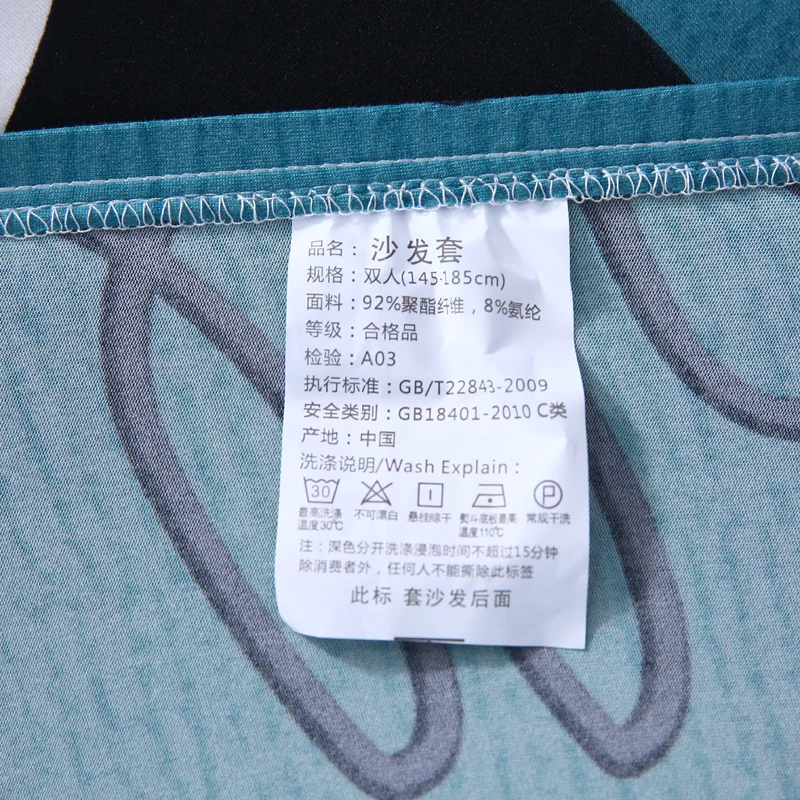 品名：沙发套
规格：双人(145-185cm)
面料：92%聚酯纤维，8%氨纶
等级：合格品
检验：A03
执行标准：GB/T22843-2009
安全类别：GB18401-2010 C类
产地：中国
洗涤说明/Wash Explain：
30 P
最高洗涤温度30℃ 不可漂白 悬挂晾干 熨斗底板最高温度110℃ 常规干洗
注：深色分开洗涤浸泡时间不超过15分钟
除消费者外，任何人不能撕除此标签
此标 套沙发后面